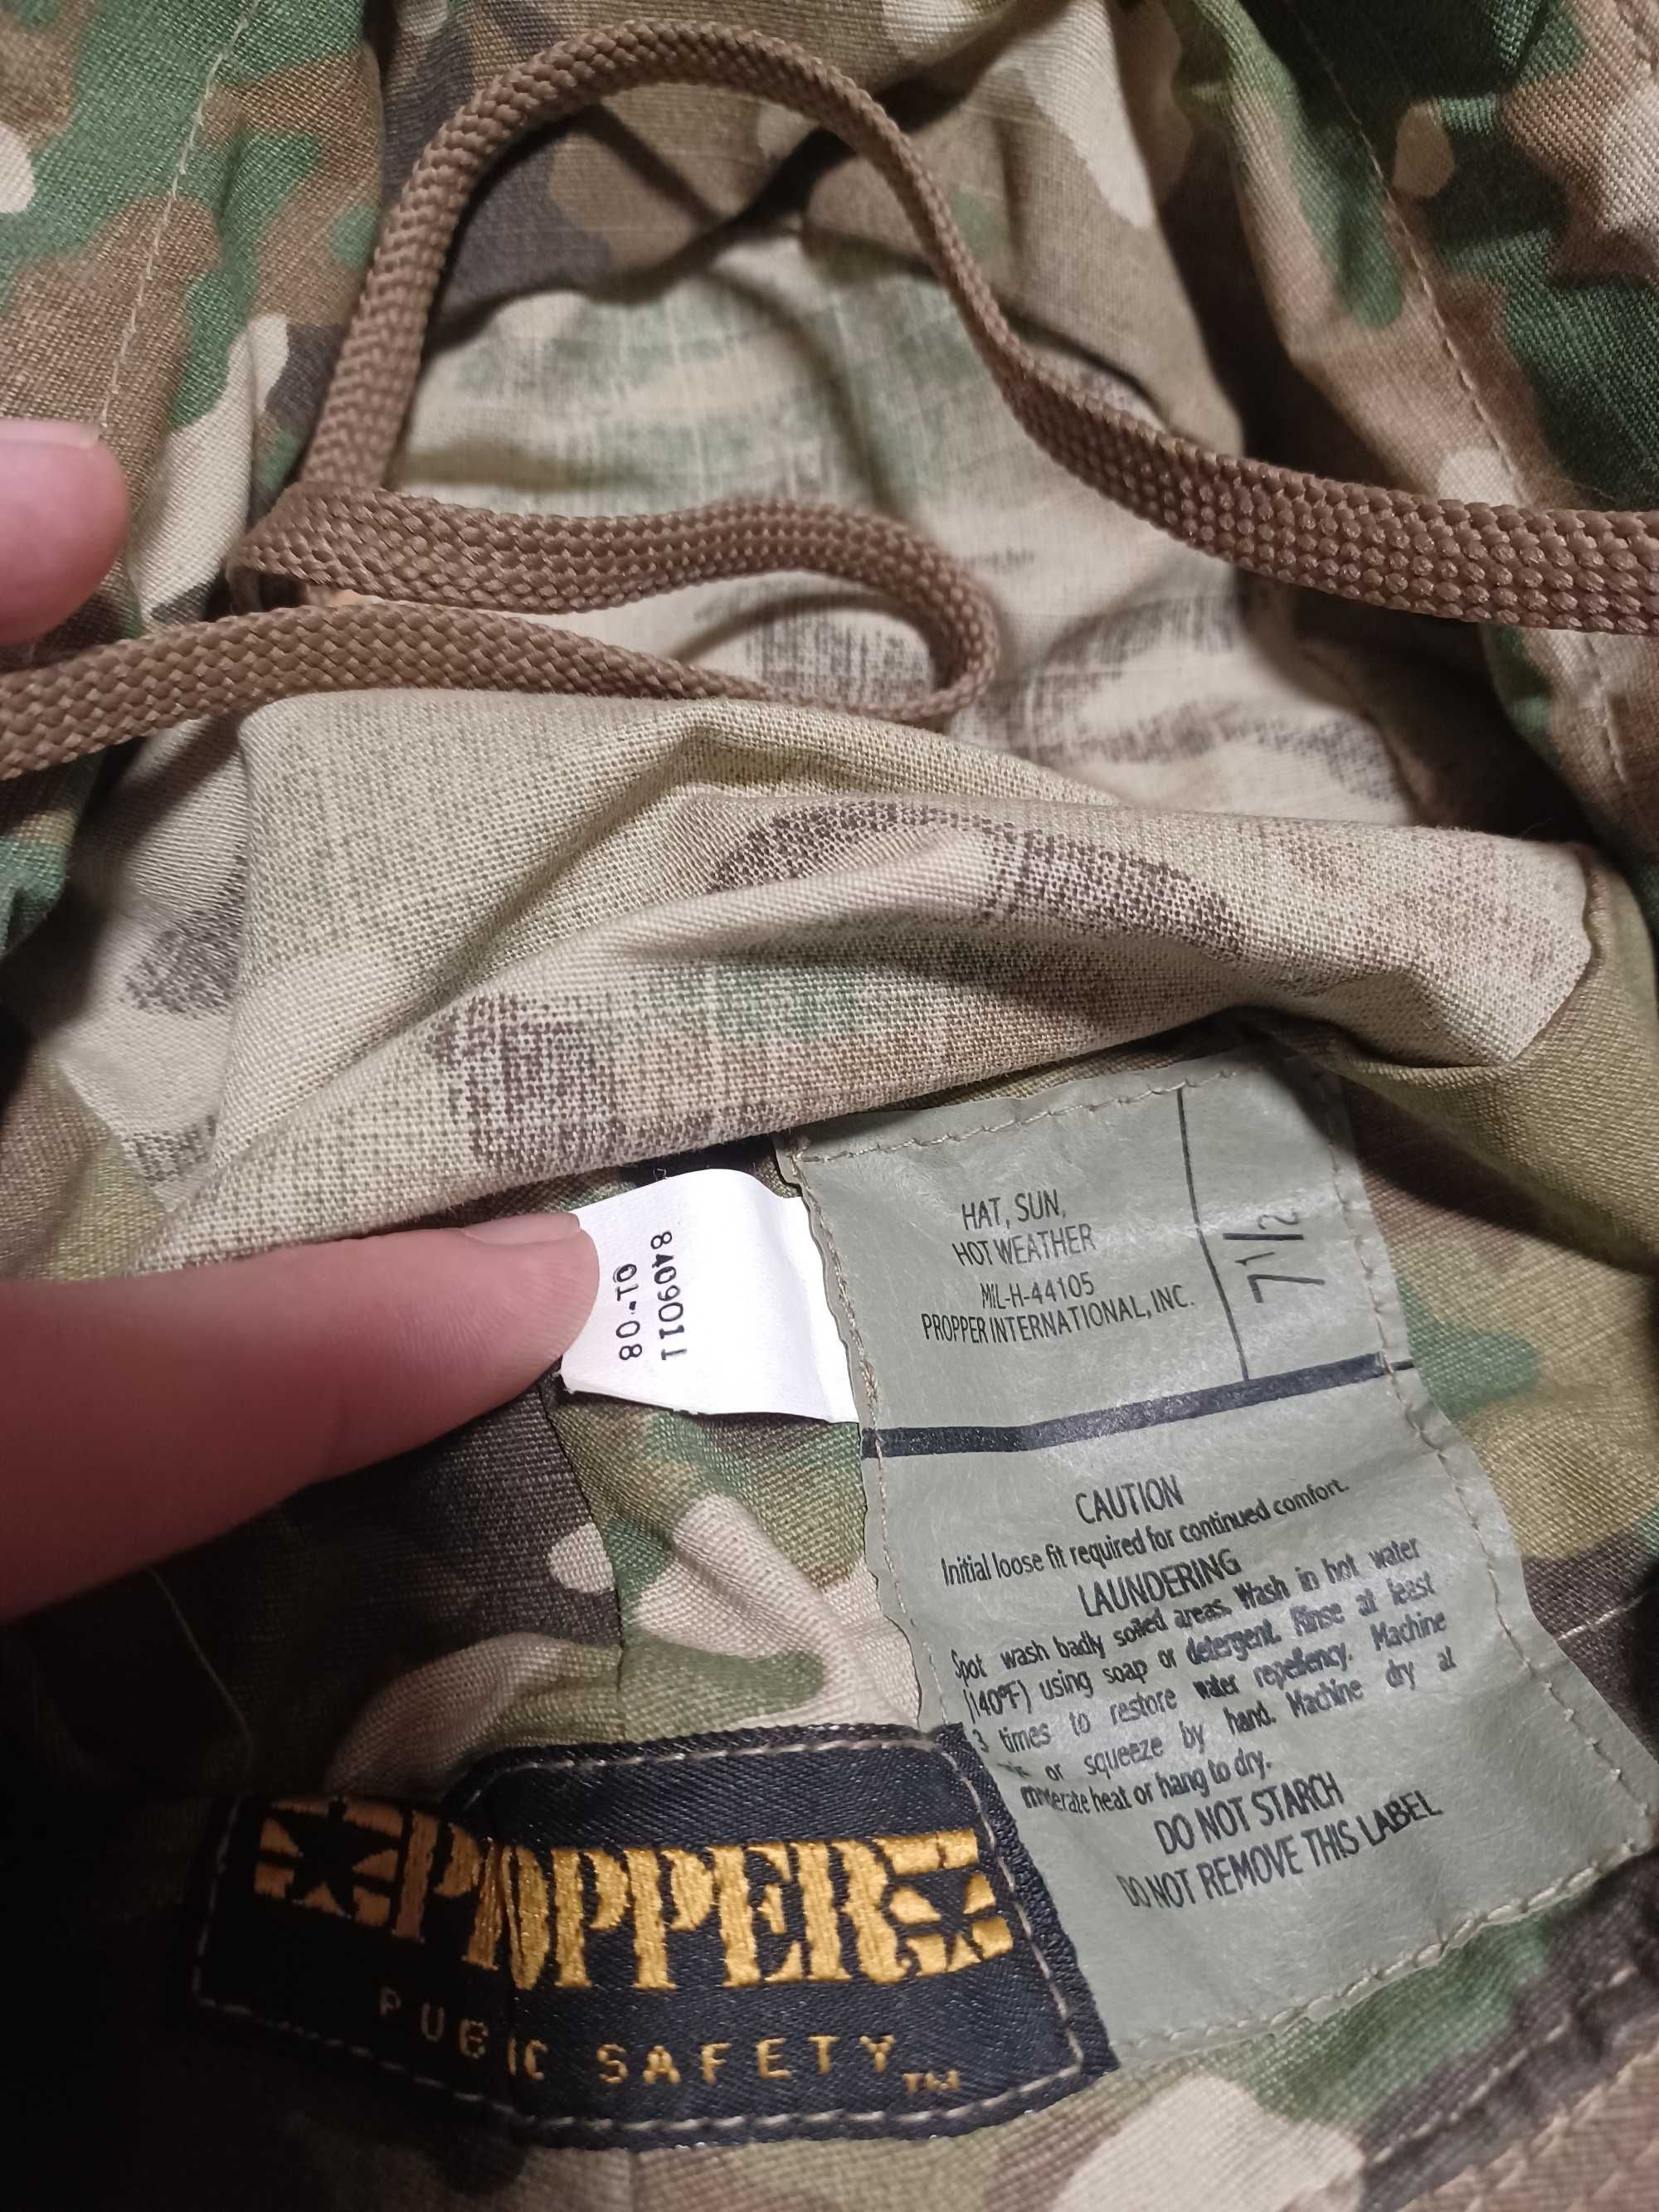 8409011
01-08
HAT, SUN,
HOT WEATHER
MIL-H-44105
PROPPER INTERNATIONAL, INC.
7 1/2
CAUTION
Initial loose fit required for continued comfort.
LAUNDERING
Spot wash badly soiled areas. Wash in hot water
(140°F) using soap or detergent. Rinse at least
3 times to restore water repellency. Machine
or squeeze by hand. Machine dry at
moderate heat or hang to dry.
DO NOT STARCH
DO NOT REMOVE THIS LABEL
PROPPER
PUBLIC SAFETY™